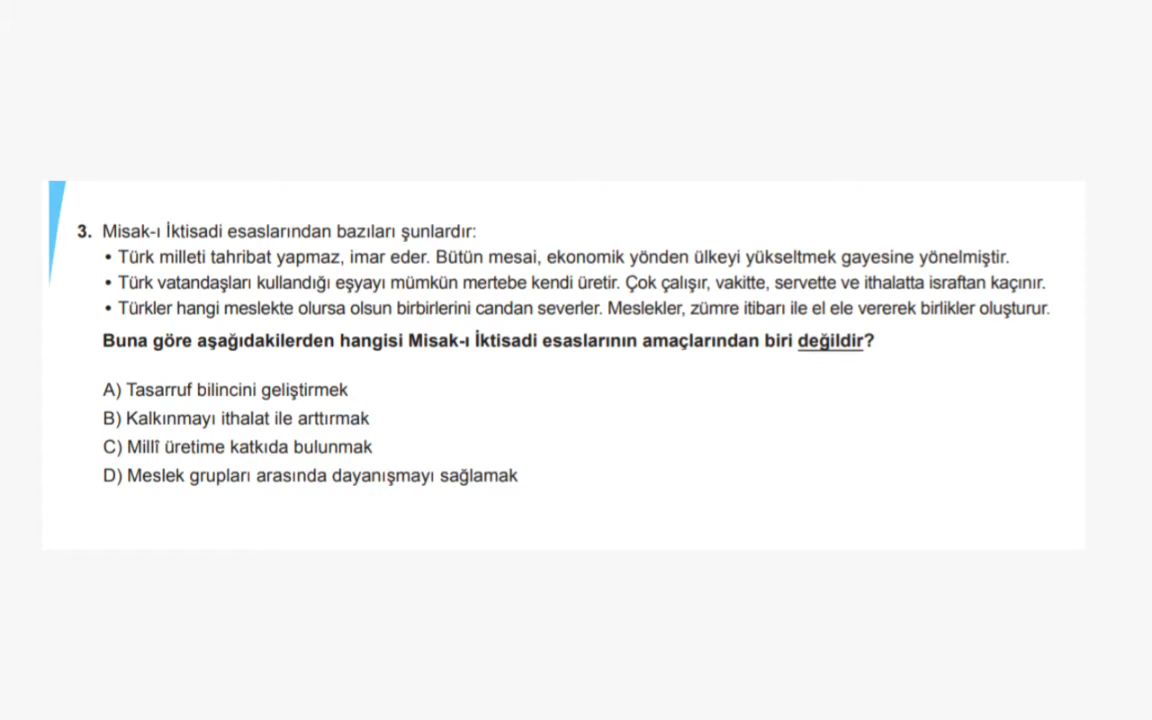 3. Misak-ı İktisadi esaslarından bazıları şunlardır:
• Türk milleti tahribat yapmaz, imar eder. Bütün mesai, ekonomik yönden ülkeyi yükseltmek gayesine yönelmiştir.
• Türk vatandaşları kullandığı eşyayı mümkün mertebe kendi üretir. Çok çalışır, vakitte, servette ve ithalatta israftan kaçınır.
• Türkler hangi meslekte olursa olsun birbirlerini candan severler. Meslekler, zümre itibarı ile el ele vererek birlikler oluşturur.
Buna göre aşağıdakilerden hangisi Misak-ı İktisadi esaslarının amaçlarından biri değildir?
A) Tasarruf bilincini geliştirmek
B) Kalkınmayı ithalat ile arttırmak
C) Millî üretime katkıda bulunmak
D) Meslek grupları arasında dayanışmayı sağlamak